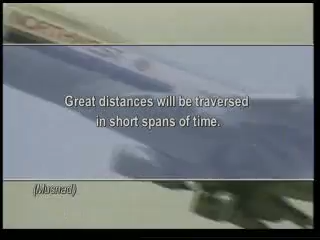 Great distances will be traversed
in short spans of time.
(Musnad)